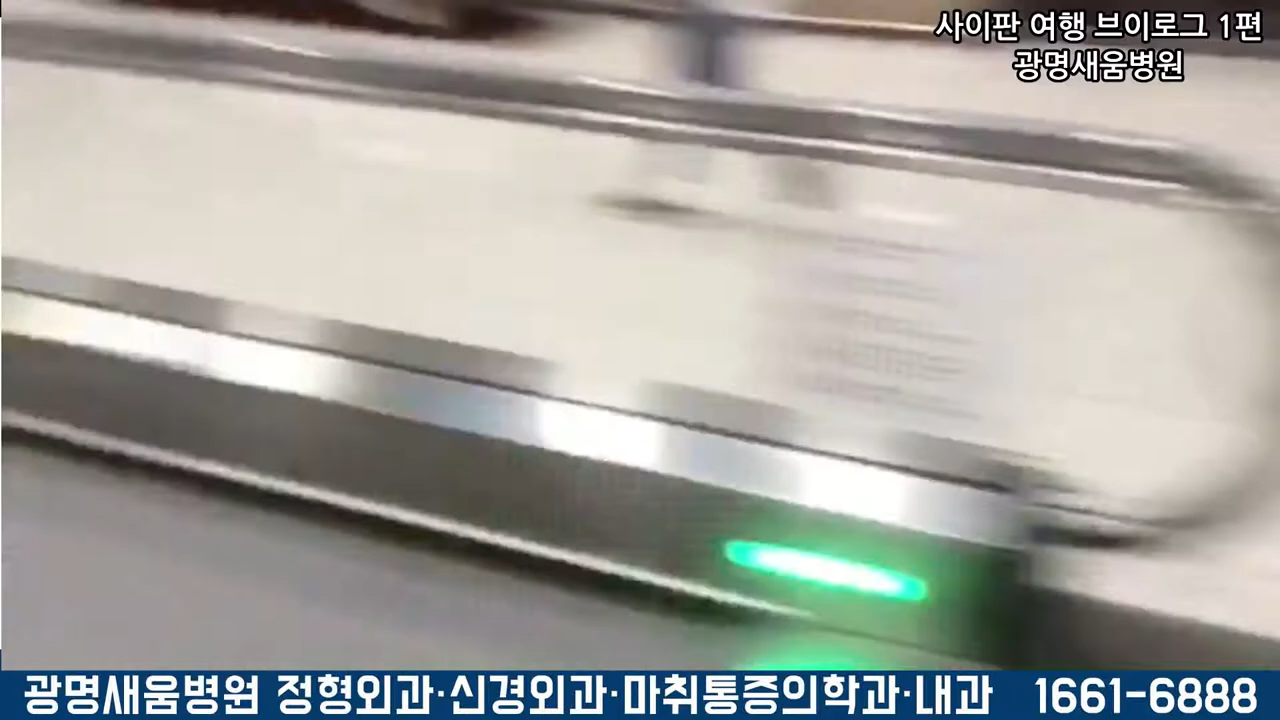 사이판 여행 브이로그 1편
광명새움병원
광명새움병원 정형외과·신경외과·마취통증의학과·내과 1661-6888